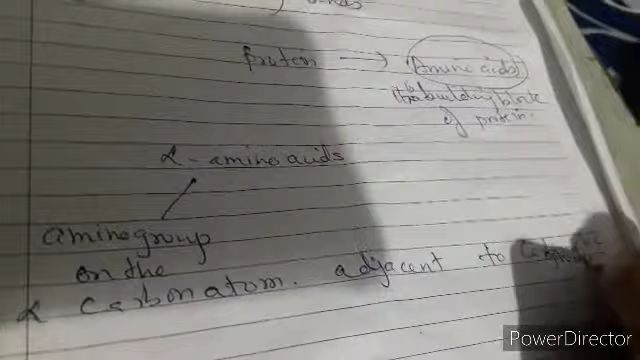 protein → Amino acids
the building block
of protein.
α - amino acids
amino group
on the
α carbon atom. adjacent to
PowerDirector